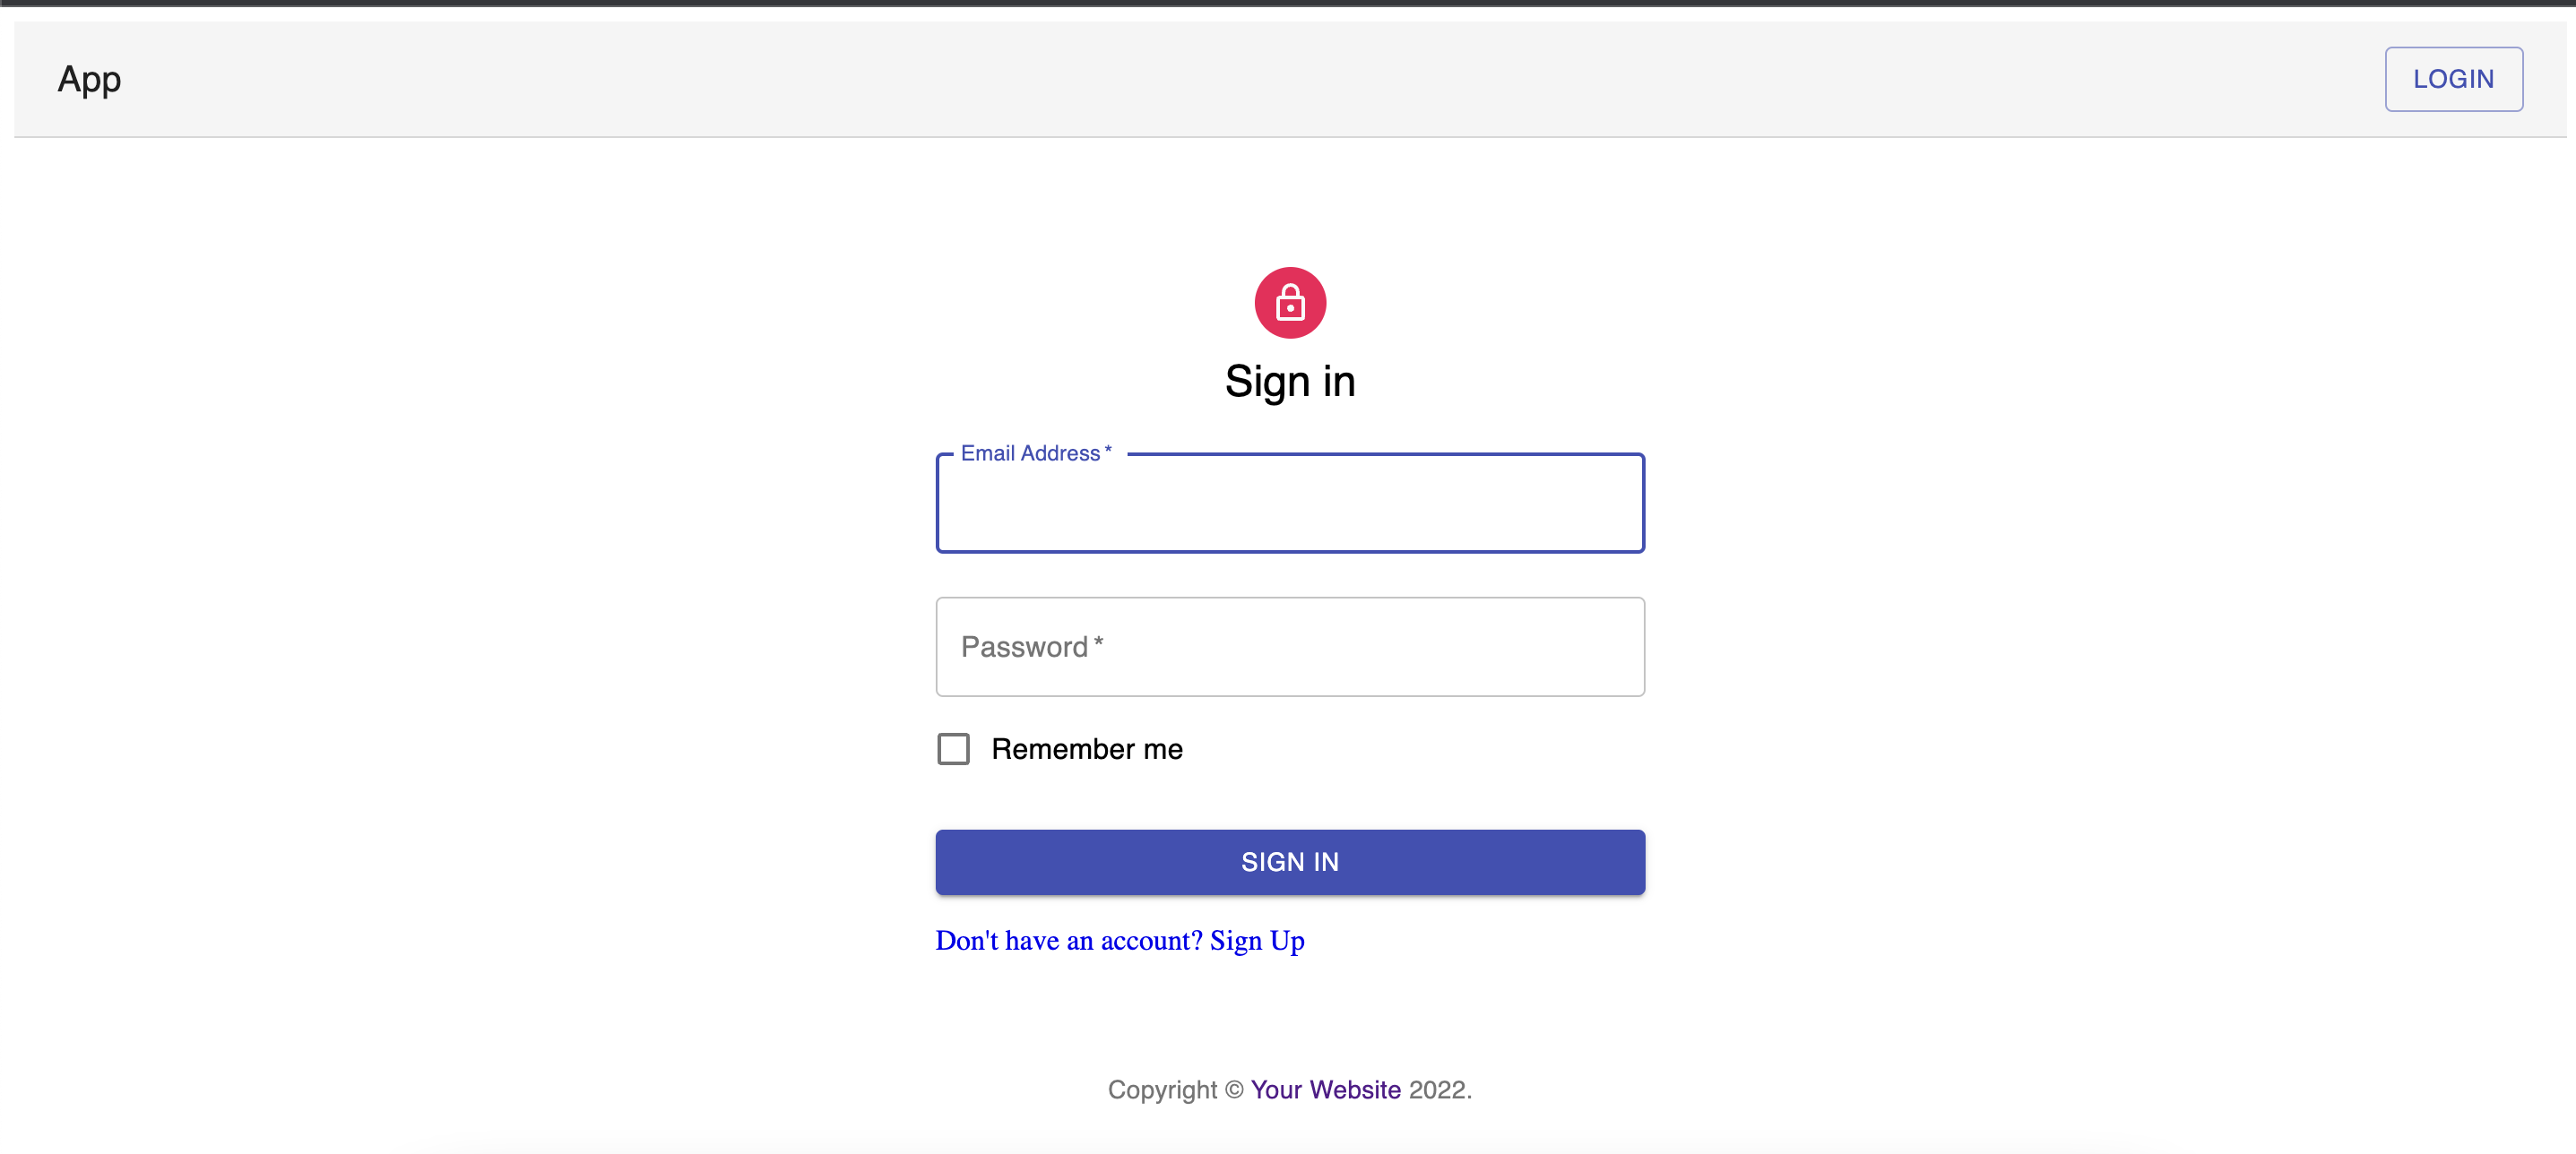 App
LOGIN
Sign in
Email Address *
Password *
Remember me
SIGN IN
Don't have an account? Sign Up
Copyright © Your Website 2022.